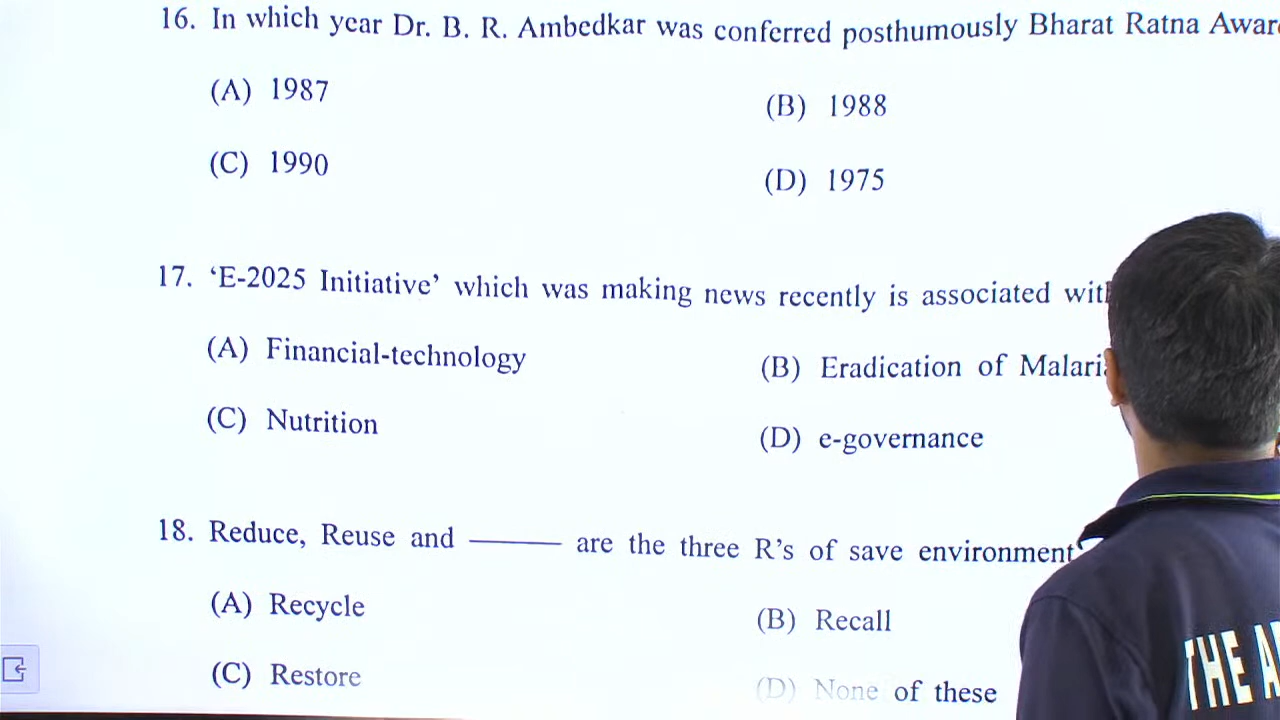 16. In which year Dr. B. R. Ambedkar was conferred posthumously Bharat Ratna
(A) 1987 (B) 1988
(C) 1990 (D) 1975
17. ‘E-2025 Initiative’ which was making news recently is associated
(A) Financial-technology (B) Eradication of
(C) Nutrition (D) e-governance
18. Reduce, Reuse and ——— are the three R’s of save environment
(A) Recycle (B) Recall
(C) Restore (D) None of these
THE